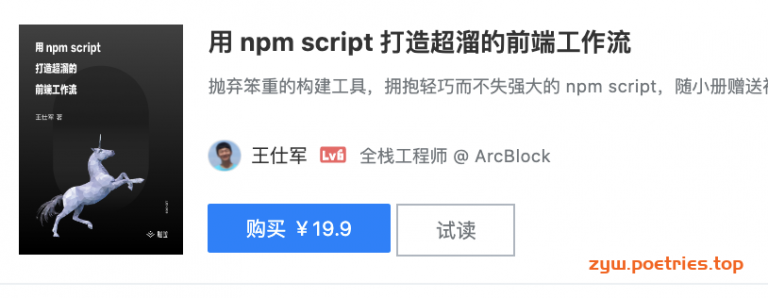 用 npm script
打造超溜的
前端工作流
王仕军 著
用 npm script 打造超溜的前端工作流
抛弃笨重的构建工具，拥抱轻巧而不失强大的 npm script，随小册赠送视
王仕军 Lv6 全栈工程师 @ ArcBlock
购买 ￥19.9 试读
zyw.poetries.top